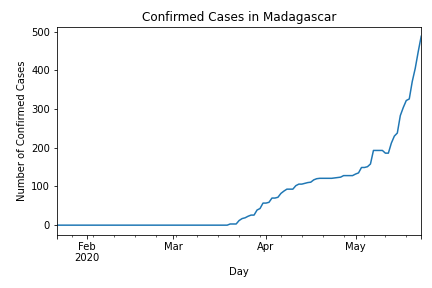 Confirmed Cases in Madagascar
Number of Confirmed Cases
500
400
300
200
100
0
Feb
2020
Mar
Apr
May
Day